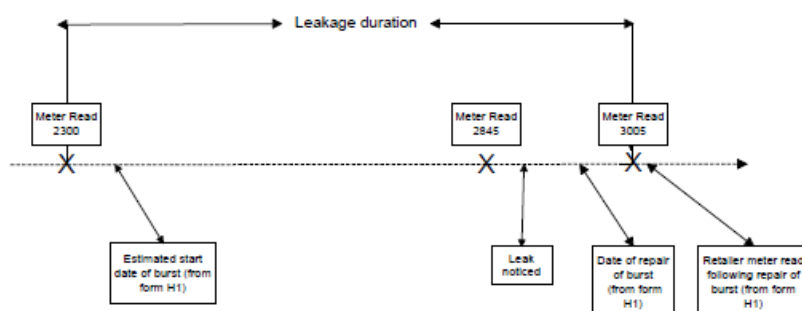 Leakage duration
Meter Read
2300
Meter Read
2845
Meter Read
3005
X
X
X
Estimated start
date of burst (from
form H1)
Leak
noticed
Date of repair
of burst
(from form
H1)
Retailer meter read
following repair of
burst (from form
H1)